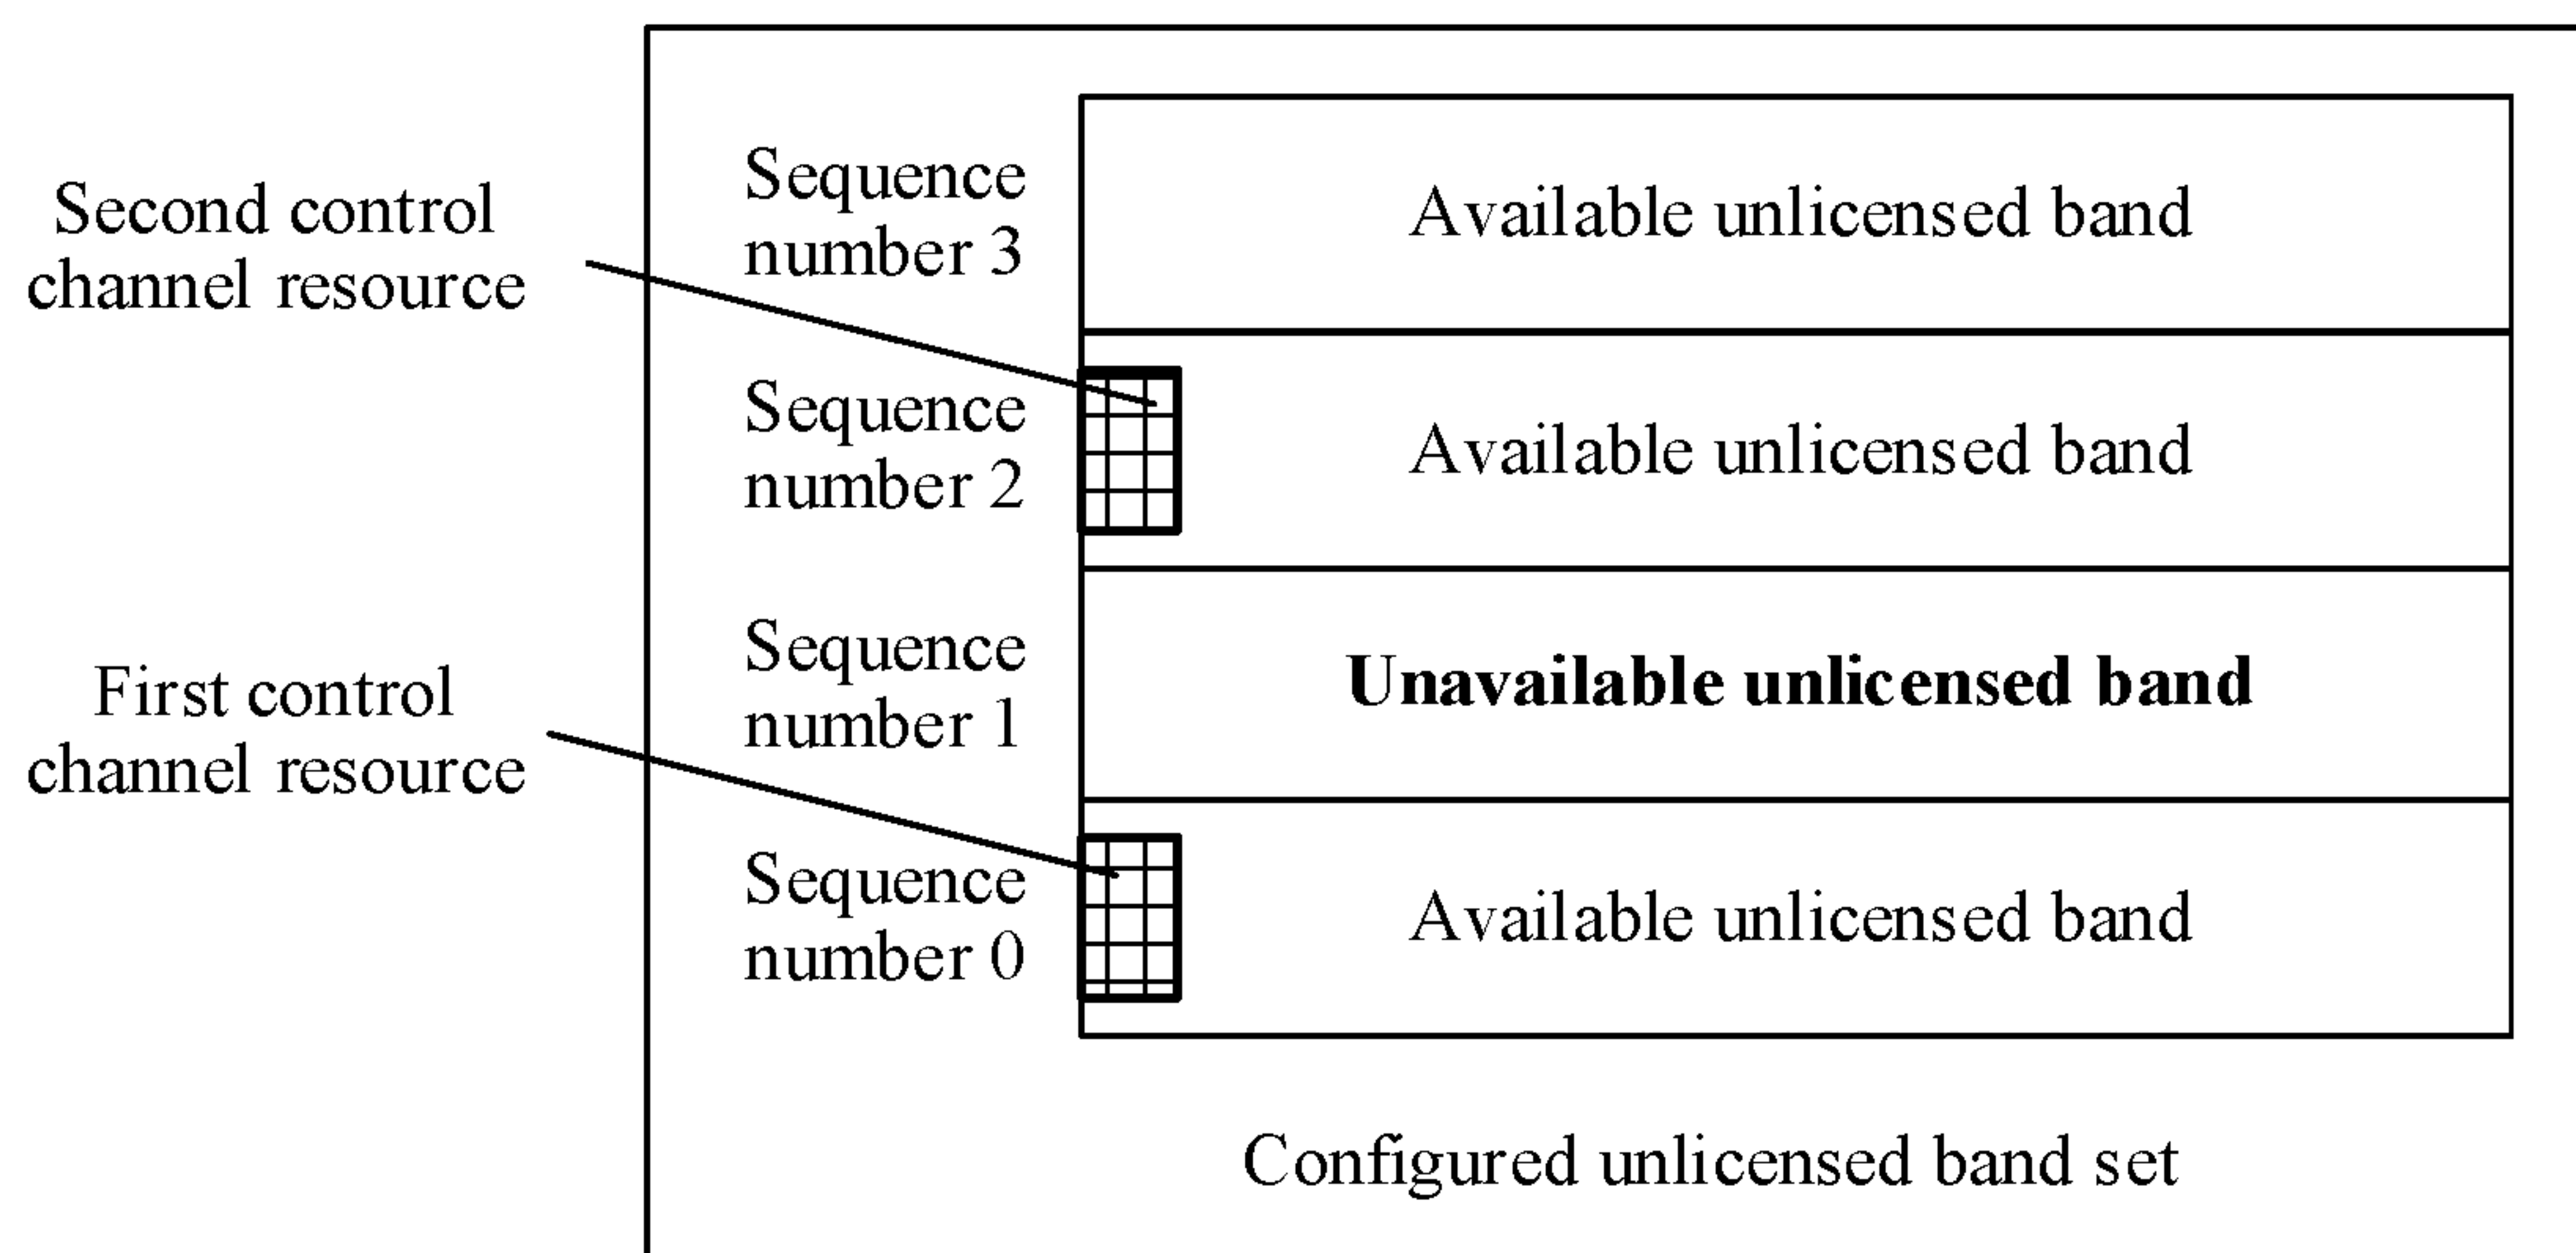 Second control
channel resource
Sequence
number 3
Available unlicensed band
Sequence
number 2
Available unlicensed band
First control
channel resource
Sequence
number 1
Unavailable unlicensed band
Sequence
number 0
Available unlicensed band
Configured unlicensed band set